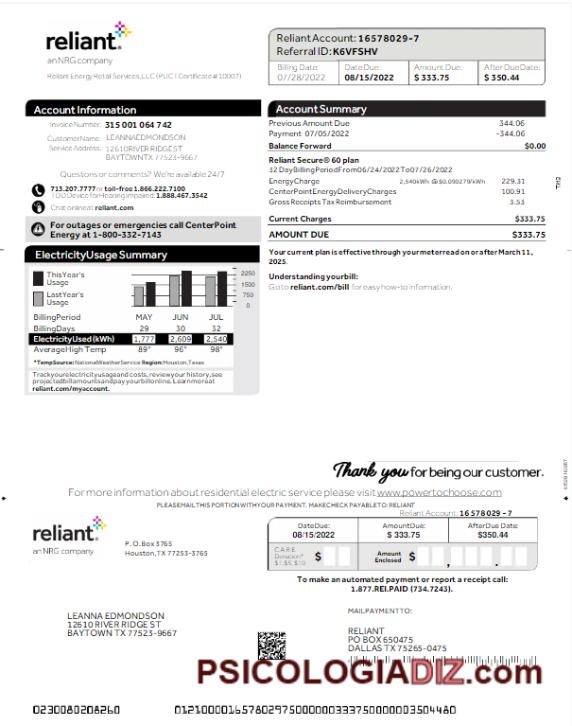 reliant.
an NRG company
Reliant Energy Retail Services, LLC (PUC | Certificate # 10007)
Reliant Account: 16578029-7
Referral ID: K6VFSHV
Billing Date: Date Due: Amount Due: After Due Date:
07/28/2022 08/15/2022 $ 333.75 $ 350.44
Account Information
Invoice Number: 315 001 064 742
Customer Name: LEANNA EDMONDSON
Service Address: 12610 RIVER RIDGE ST
BAYTOWN TX 77523-9667
Questions or comments? We're available 24/7
713.207.7777 or toll-free 1.866.222.7100
TDD Device for Hearing Impaired: 1.888.467.3542
Chat online at reliant.com
For outages or emergencies call CenterPoint
Energy at 1-800-332-7143
Account Summary
Previous Amount Due 344.06
Payment 07/05/2022 -344.06
Balance Forward $0.00
Reliant Secure® 60 plan
32 Day Billing Period From 06/24/2022 To 07/26/2022
Energy Charge 2,540 kWh @ $0.090279/kWh 229.31
CenterPoint Energy Delivery Charges 100.91
Gross Receipts Tax Reimbursement 3.53
Current Charges $333.75
AMOUNT DUE $333.75
Your current plan is effective through your meter read on or after March 11,
2025.
Understanding your bill:
Go to reliant.com/bill for easy how-to information.
Electricity Usage Summary
This Year's
Usage
Last Year's
Usage
2250
1500
750
0
Billing Period MAY JUN JUL
Billing Days 29 30 32
Electricity Used (kWh) 1,777 2,609 2,540
Average High Temp 89° 96° 98°
*Temp Source: National Weather Service Region: Houston, Texas
Track your electricity usage and costs, review your history, see
projected bill amounts and pay your bill online. Learn more at
reliant.com/myaccount.
Thank you for being our customer.
For more information about residential electric service please visit www.powertochoose.com
PLEASE MAIL THIS PORTION WITH YOUR PAYMENT. MAKE CHECK PAYABLE TO: RELIANT
Reliant Account: 16578029 - 7
reliant.
an NRG company
P. O. Box 3765
Houston, TX 77253-3765
Date Due: Amount Due: After Due Date:
08/15/2022 $ 333.75 $350.44
C.A.R.E.
Donation*
$1, $5, $10
$
Amount
Enclosed $
To make an automated payment or report a receipt call:
1.877.REI.PAID (734.7243).
LEANNA EDMONDSON
12610 RIVER RIDGE ST
BAYTOWN TX 77523-9667
MAIL PAYMENT TO:
RELIANT
PO BOX 650475
DALLAS TX 75265-0475
PSICOLOGIADIZ.com